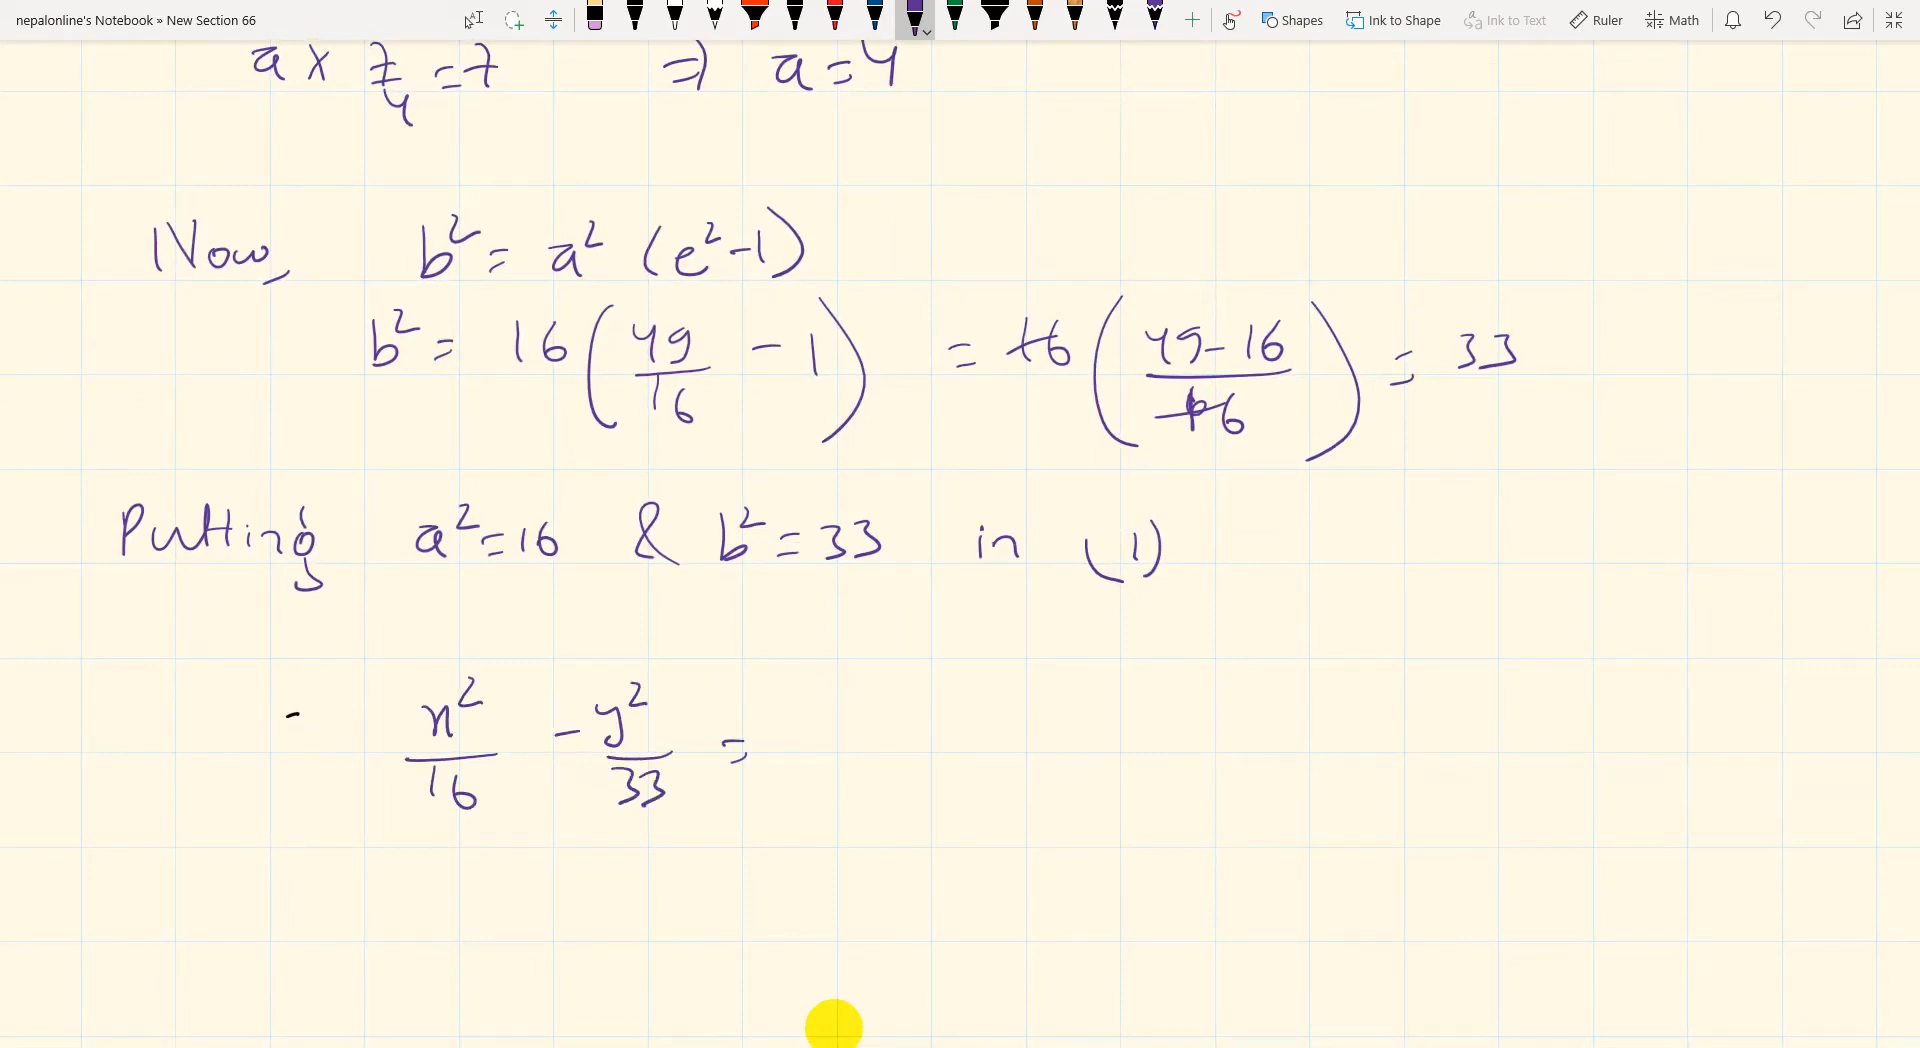 nepalonline's Notebook » New Section 66 Shapes Ink to Shape Ink to Text Ruler Math
a × 7/4 = 7 ⇒ a = 4
Now, b² = a² (e² - 1)
b² = 16 (49/16 - 1) = 16 (49 - 16/16) = 33
Putting a² = 16 & b² = 33 in (1)
x²/16 - y²/33 =